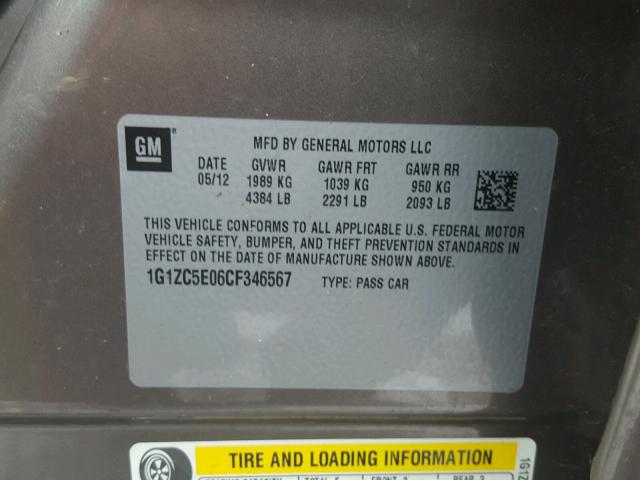 GM
MFD BY GENERAL MOTORS LLC
DATE GVWR GAWR FRT GAWR RR
05/12 1989 KG 1039 KG 950 KG
4384 LB 2291 LB 2093 LB
THIS VEHICLE CONFORMS TO ALL APPLICABLE U.S. FEDERAL MOTOR
VEHICLE SAFETY, BUMPER, AND THEFT PREVENTION STANDARDS IN
EFFECT ON THE DATE OF MANUFACTURE SHOWN ABOVE.
1G1ZC5E06CF346567 TYPE: PASS CAR
TIRE AND LOADING INFORMATION
1G1Z